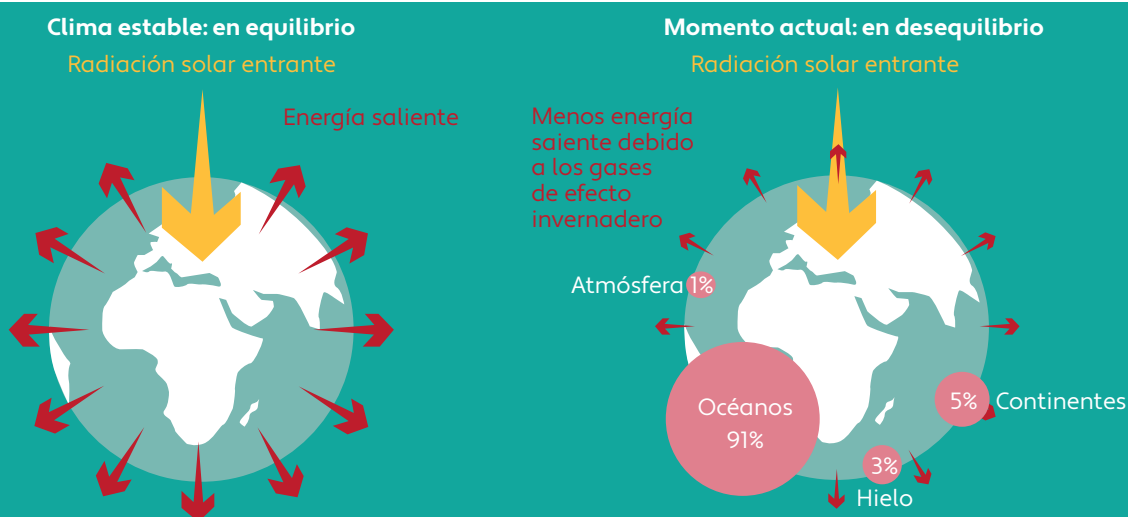 Clima estable: en equilibrio
Radiación solar entrante
Energía saliente
Momento actual: en desequilibrio
Radiación solar entrante
Menos energía
saiente debido
a los gases
de efecto
invernadero
Atmósfera 1%
Océanos
91%
5% Continentes
3%
Hielo